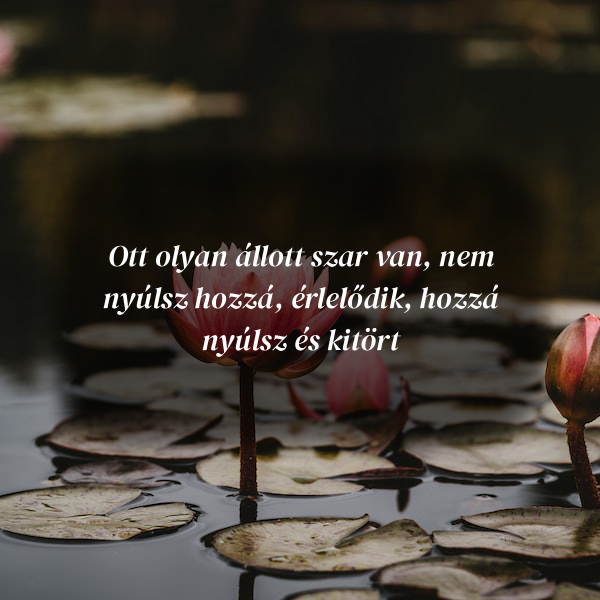 Ott olyan állott szar van, nem
nyúlsz hozzá, érlelődik, hozzá
nyúlsz és kitört